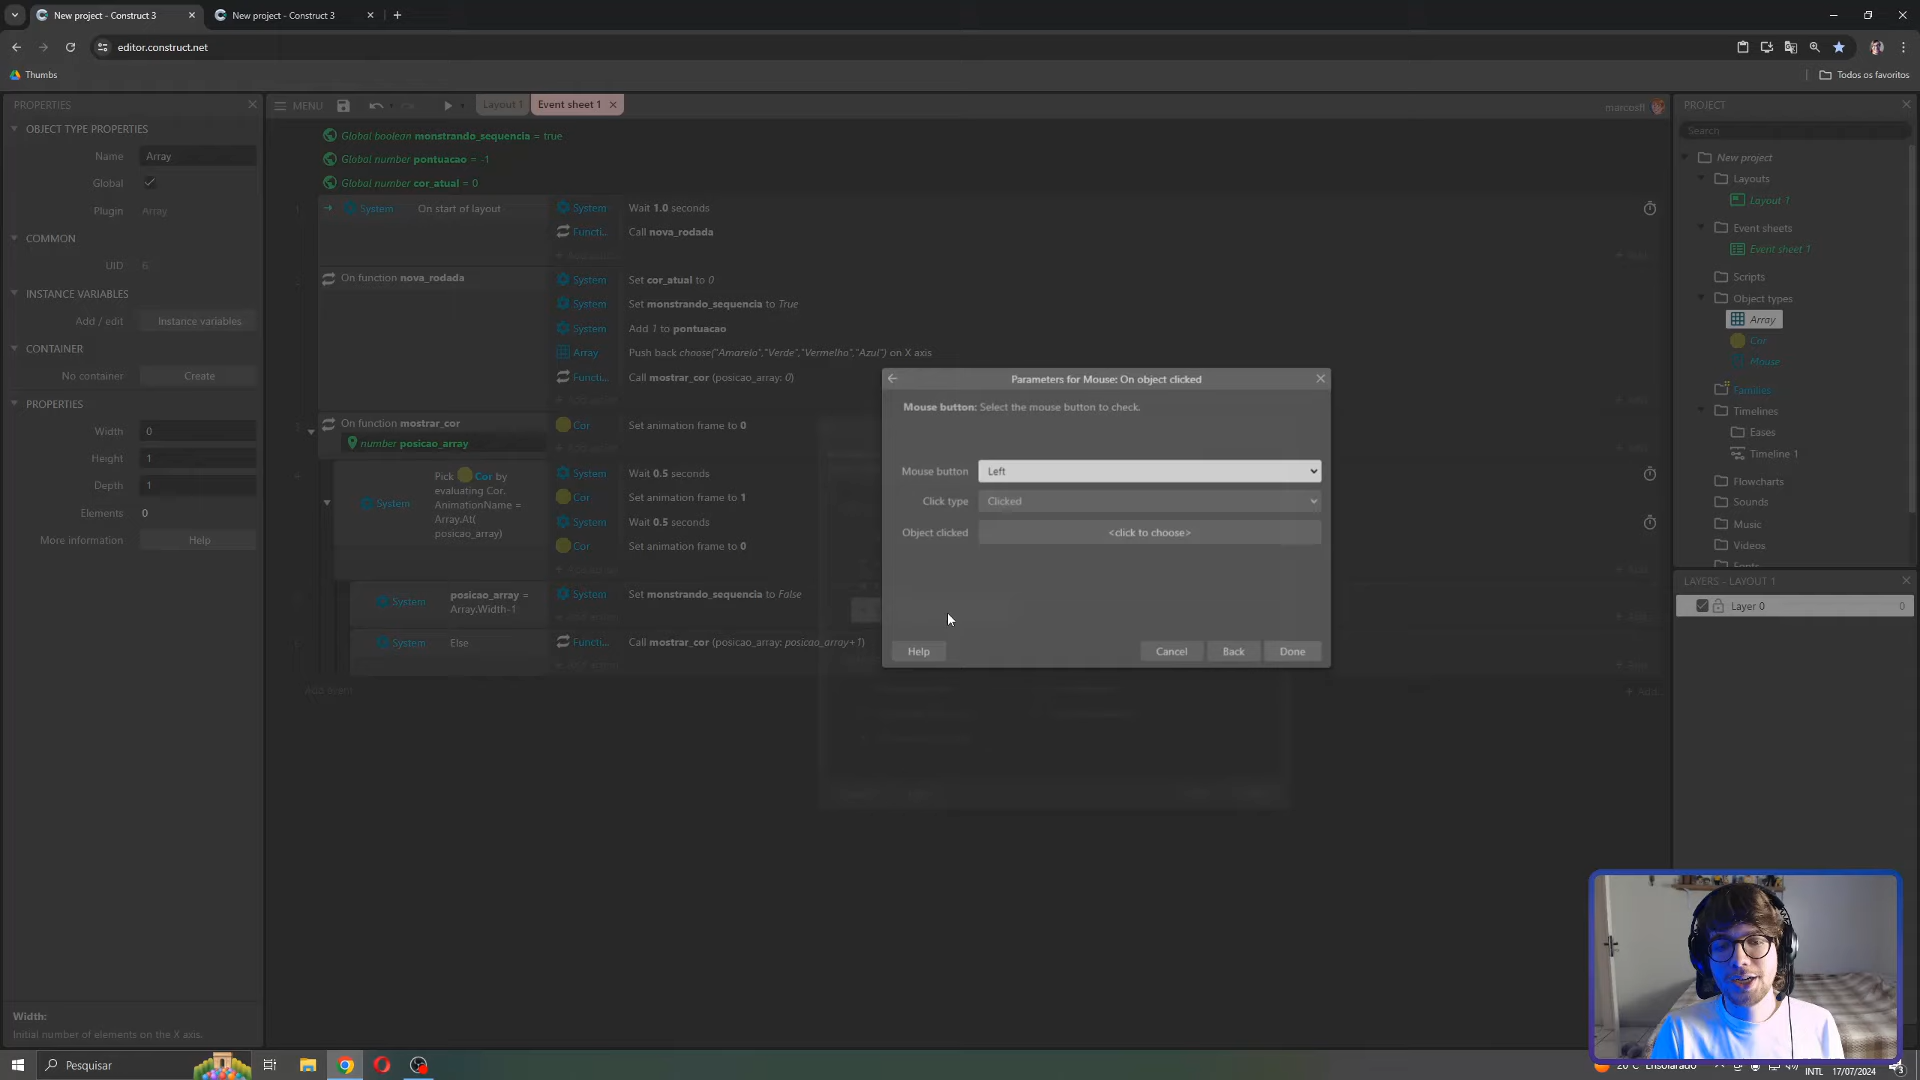 New project - Construct 3
New project - Construct 3
editor.construct.net
Thumbs
Todos os favoritos
PROPERTIES
OBJECT TYPE PROPERTIES
Name Array
Global
Plugin Array
COMMON
UID 6
INSTANCE VARIABLES
Add / edit Instance variables
CONTAINER
No container Create
PROPERTIES
Width 0
Height 1
Depth 1
Elements 0
More information Help
Width:
Initial number of elements on the X axis.
MENU
Layout 1
Event sheet 1
marcosfl
Global boolean monstrando_sequencia = true
Global number pontuacao = -1
Global number cor_atual = 0
1
System On start of layout
System Wait 1.0 seconds
Functi... Call nova_rodada
On function nova_rodada
System Set cor_atual to 0
System Set monstrando_sequencia to True
System Add 1 to pontuacao
Array Push back choose("Amarelo","Verde","Vermelho","Azul") on X axis
Functi... Call mostrar_cor (posicao_array: 0)
On function mostrar_cor
number posicao_array
Cor Set animation frame to 0
4
System
Pick Cor by
evaluating Cor.
AnimationName =
Array.At(
posicao_array)
System Wait 0.5 seconds
Cor Set animation frame to 1
System Wait 0.5 seconds
Cor Set animation frame to 0
System
posicao_array =
Array.Width-1
System Set monstrando_sequencia to False
System Else
Functi... Call mostrar_cor (posicao_array: posicao_array+1)
Add event
Add...
Parameters for Mouse: On object clicked
Mouse button: Select the mouse button to check.
Mouse button Left
Click type Clicked
Object clicked <click to choose>
Help Cancel Back Done
PROJECT
Search
New project
Layouts
Layout 1
Event sheets
Event sheet 1
Scripts
Object types
Array
Cor
Mouse
Families
Timelines
Eases
Timeline 1
Flowcharts
Sounds
Music
Videos
LAYERS - LAYOUT 1
Layer 0 0
Pesquisar
20°C Ensolarado
INTL 17/07/2024